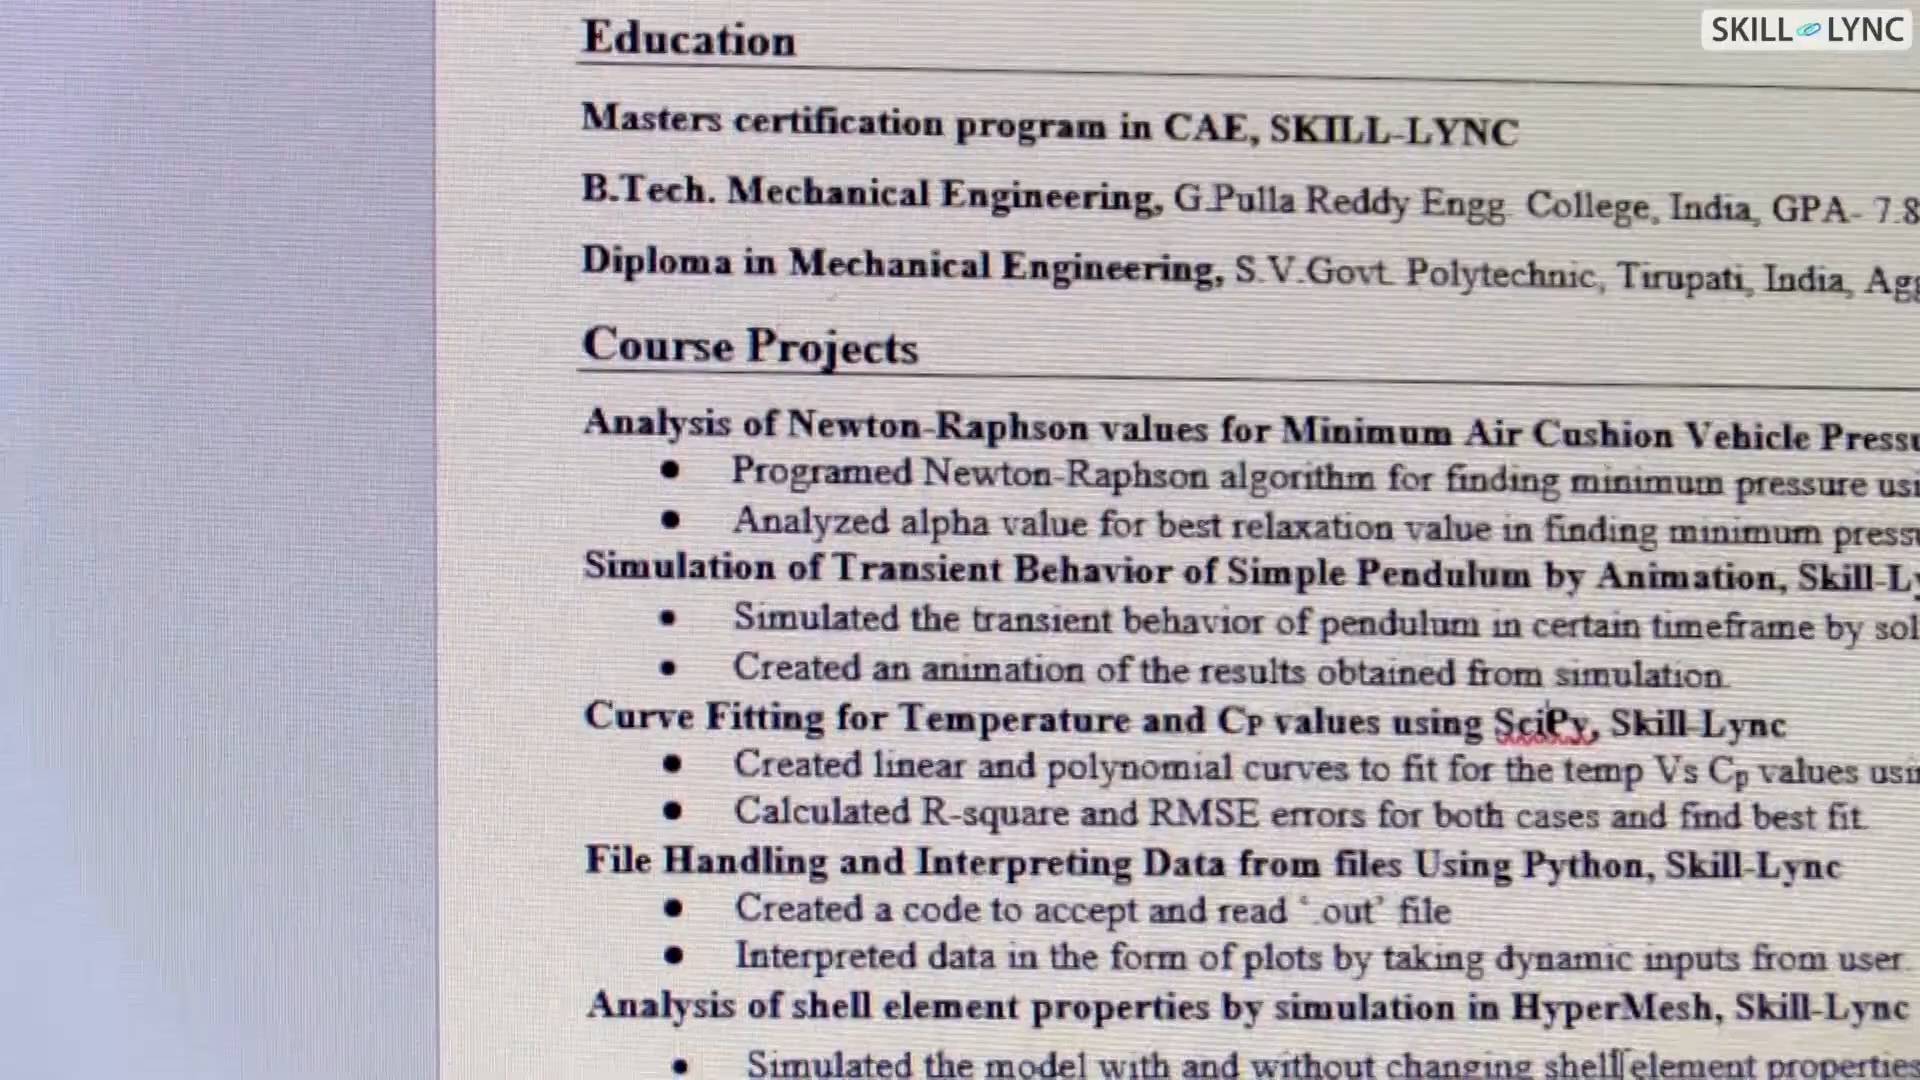 SKILL LYNC
Education
Masters certification program in CAE, SKILL-LYNC
B.Tech. Mechanical Engineering, G.Pulla Reddy Engg. College, India, GPA- 7.8
Diploma in Mechanical Engineering, S.V.Govt. Polytechnic, Tirupati, India,
Course Projects
Analysis of Newton-Raphson values for Minimum Air Cushion Vehicle
• Programed Newton-Raphson algorithm for finding minimum pressure
• Analyzed alpha value for best relaxation value in finding minimum
Simulation of Transient Behavior of Simple Pendulum by Animation,
• Simulated the transient behavior of pendulum in certain timeframe by
• Created an animation of the results obtained from simulation.
Curve Fitting for Temperature and Cp values using SciPy, Skill-Lync
• Created linear and polynomial curves to fit for the temp Vs Cp values
• Calculated R-square and RMSE errors for both cases and find best fit.
File Handling and Interpreting Data from files Using Python, Skill-Lync
• Created a code to accept and read ‘.out’ file
• Interpreted data in the form of plots by taking dynamic inputs from user.
Analysis of shell element properties by simulation in HyperMesh, Skill-Lync
• Simulated the model with and without changing shell element properties